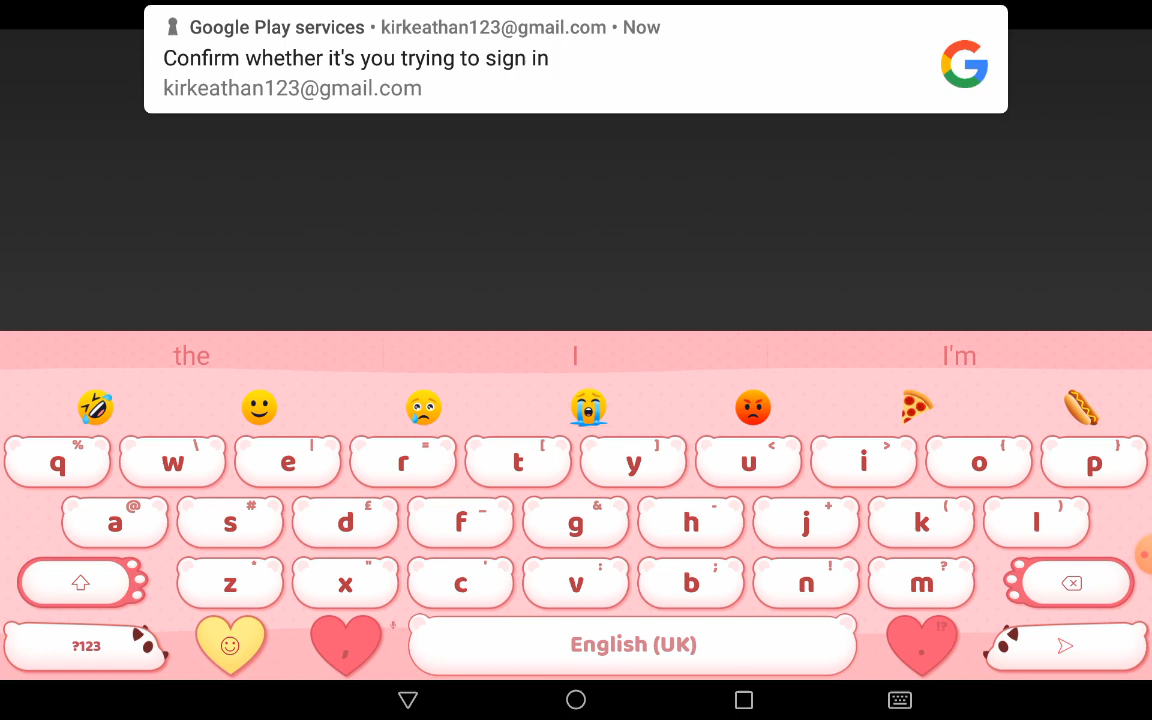 Google Play services • kirkeathan123@gmail.com • Now
Confirm whether it's you trying to sign in
kirkeathan123@gmail.com
the I I'm
% \ | = [ ] < > { }
q w e r t y u i o p
@ # £ _ & - + ( )
a s d f g h j k l
* " ' : ; ! ?
z x c v b n m
?123 , English (UK) . !?